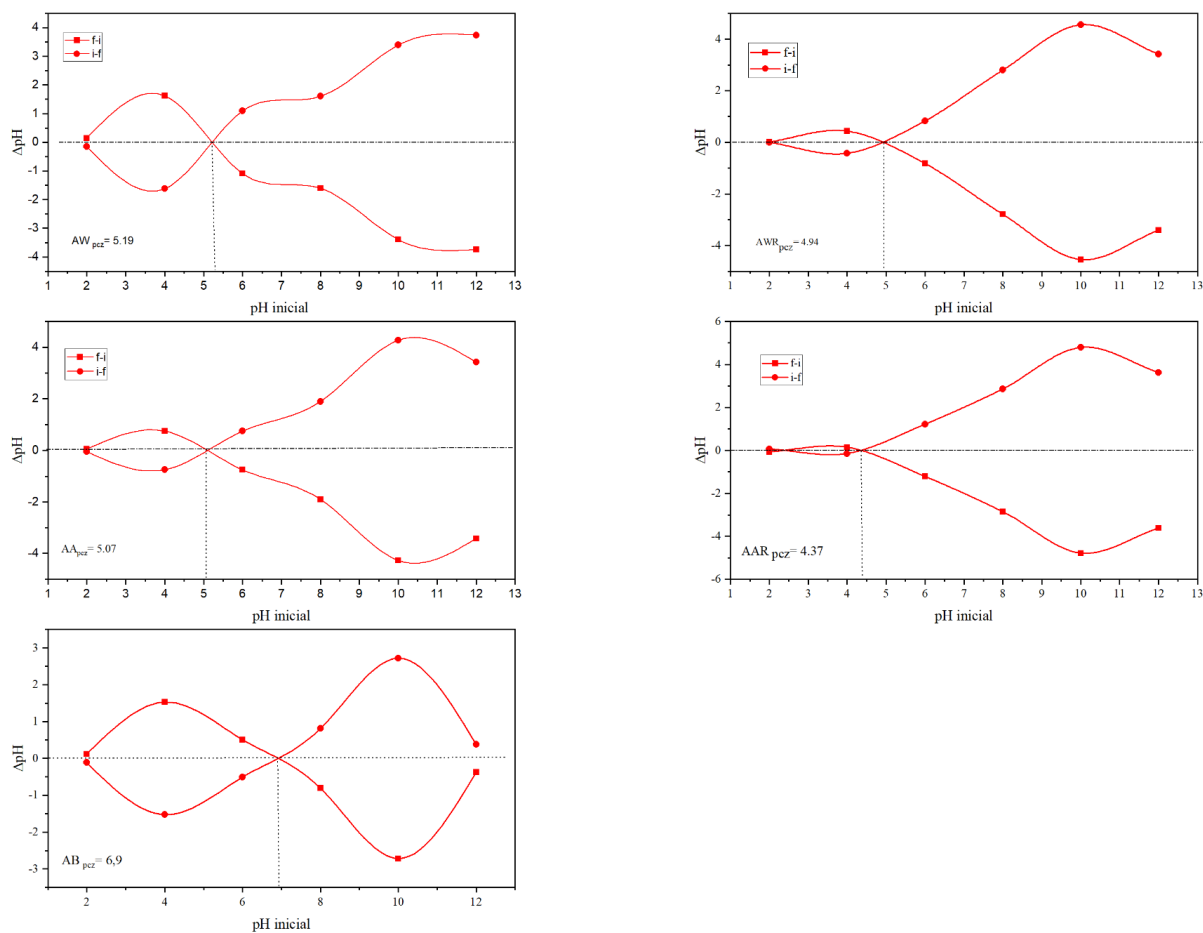 4
3
2
1
0
-1
-2
-3
-4
ΔpH
f-i
i-f
AW pcz= 5.19
1 2 3 4 5 6 7 8 9 10 11 12 13
pH inicial
4
2
0
-2
-4
ΔpH
f-i
i-f
AWRpcz= 4.94
1 2 3 4 5 6 7 8 9 10 11 12 13
pH inicial
4
2
0
-2
-4
ΔpH
f-i
i-f
AApcz= 5.07
1 2 3 4 5 6 7 8 9 10 11 12 13
pH inicial
6
4
2
0
-2
-4
-6
ΔpH
f-i
i-f
AAR pcz= 4.37
1 2 3 4 5 6 7 8 9 10 11 12 13
pH inicial
3
2
1
0
-1
-2
-3
ΔpH
AB pcz= 6,9
2 4 6 8 10 12
pH inicial